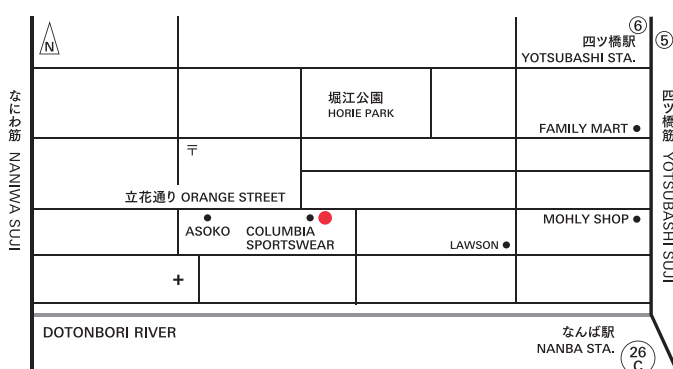 N
⑥
四ツ橋駅
YOTSUBASHI STA.
⑤
堀江公園
HORIE PARK
FAMILY MART
なにわ筋 NANIWA SUJI
四ツ橋筋 YOTSUBASHI SUJI
〒
立花通り ORANGE STREET
ASOKO
COLUMBIA
SPORTSWEAR
MOHLY SHOP
LAWSON
DOTONBORI RIVER
なんば駅
NANBA STA.
26
C